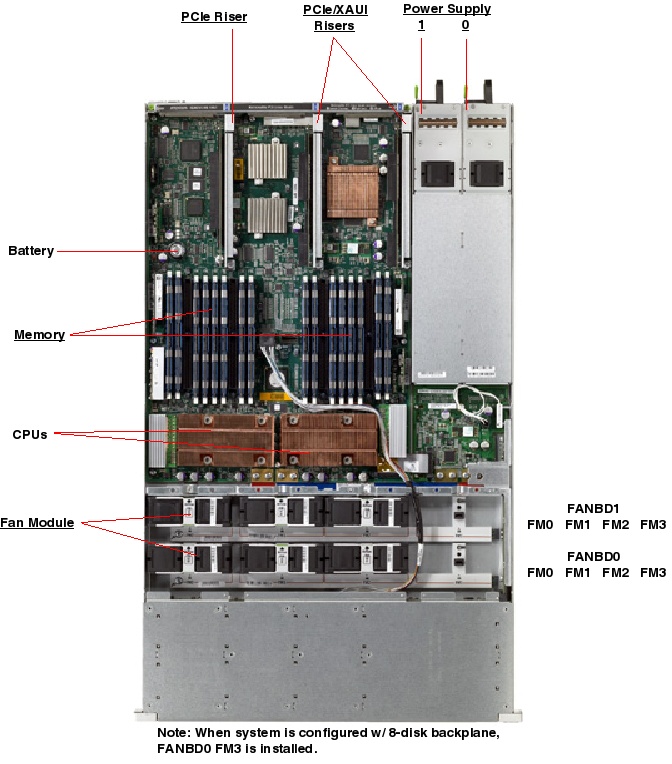 PCIe Riser
PCIe/XAUI
Risers
Power Supply
1 0
Battery
Memory
CPUs
Fan Module
FANBD1
FM0 FM1 FM2 FM3
FANBD0
FM0 FM1 FM2 FM3
Note: When system is configured w/ 8-disk backplane,
FANBD0 FM3 is installed.